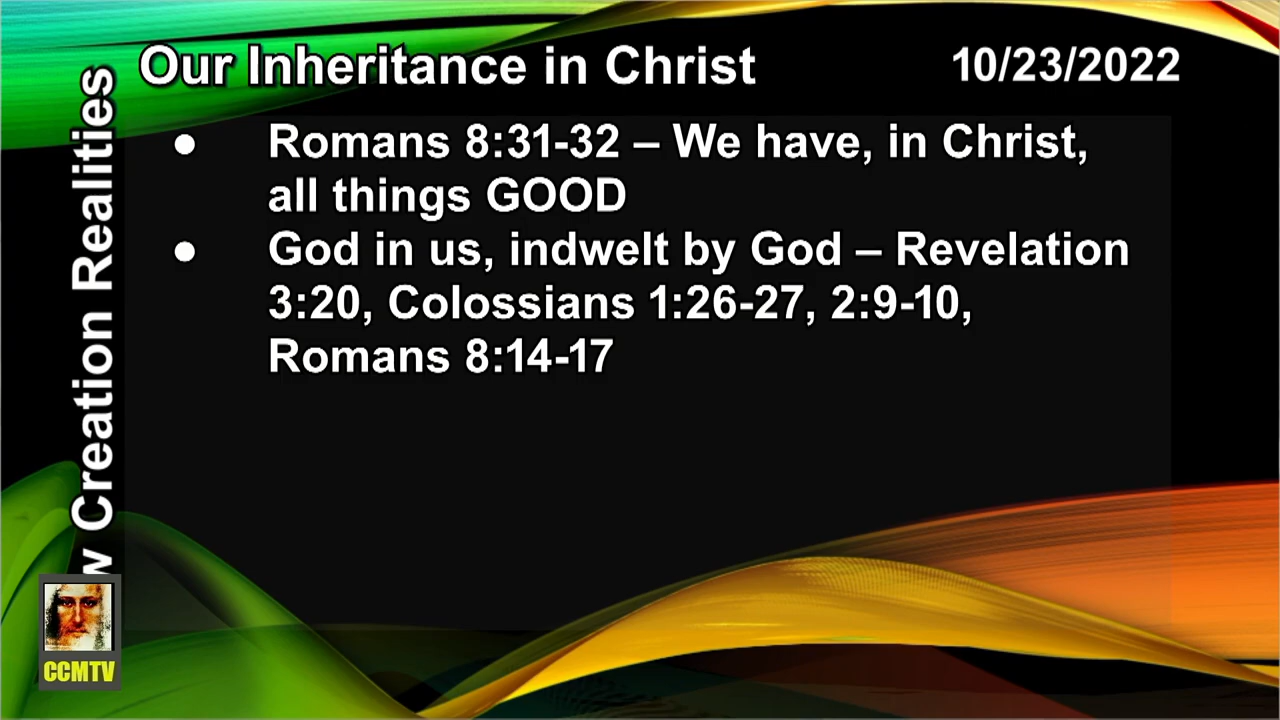 Our Inheritance in Christ
10/23/2022
w Creation Realities
● Romans 8:31-32 – We have, in Christ,
all things GOOD
● God in us, indwelt by God – Revelation
3:20, Colossians 1:26-27, 2:9-10,
Romans 8:14-17
CCMTV